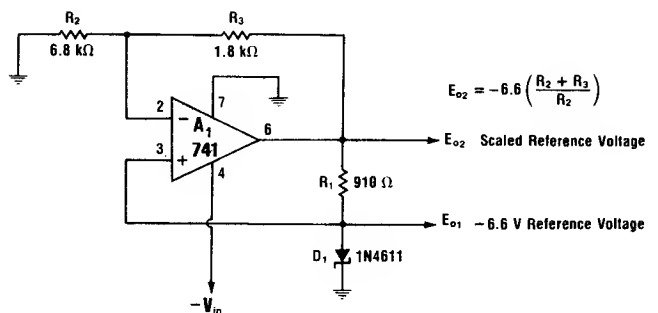 R2
6.8 kΩ
R3
1.8 kΩ
7
2
−
A1
741
6
3
+
4
Eo2 = −6.6 ( R2 + R3 / R2 )
Eo2 Scaled Reference Voltage
R1 910 Ω
Eo1 −6.6 V Reference Voltage
D1 1N4611
−Vin